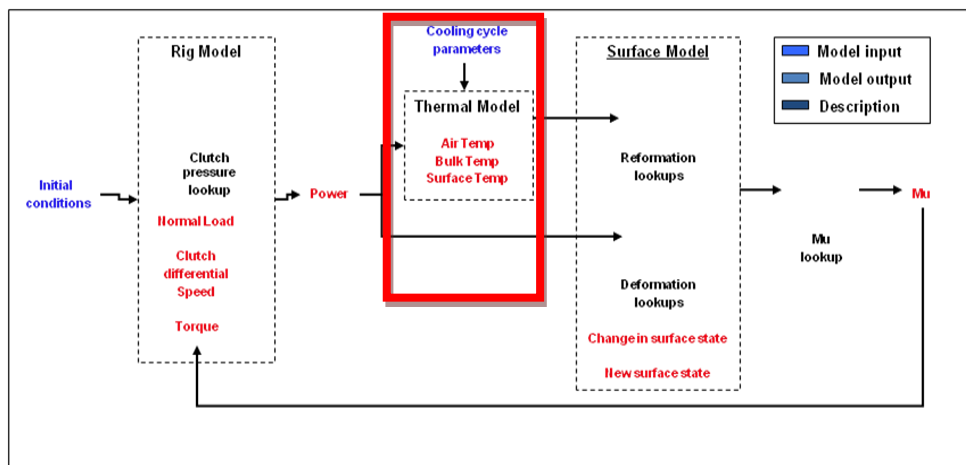 Rig Model
Clutch
pressure
lookup
Initial
conditions
Normal Load
Clutch
differential
Speed
Torque
Power
Cooling cycle
parameters
Thermal Model
Air Temp
Bulk Temp
Surface Temp
Surface Model
Reformation
lookups
Deformation
lookups
Change in surface state
New surface state
Mu
lookup
Mu
Model input
Model output
Description